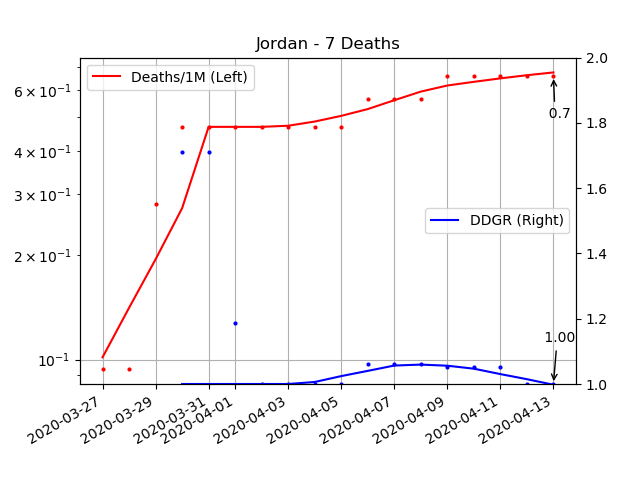 Jordan - 7 Deaths
Deaths/1M (Left)
DDGR (Right)
6 × 10⁻¹
4 × 10⁻¹
3 × 10⁻¹
2 × 10⁻¹
10⁻¹
2.0
1.8
1.6
1.4
1.2
1.0
0.7
1.00
2020-03-27
2020-03-29
2020-03-31
2020-04-01
2020-04-03
2020-04-05
2020-04-07
2020-04-09
2020-04-11
2020-04-13